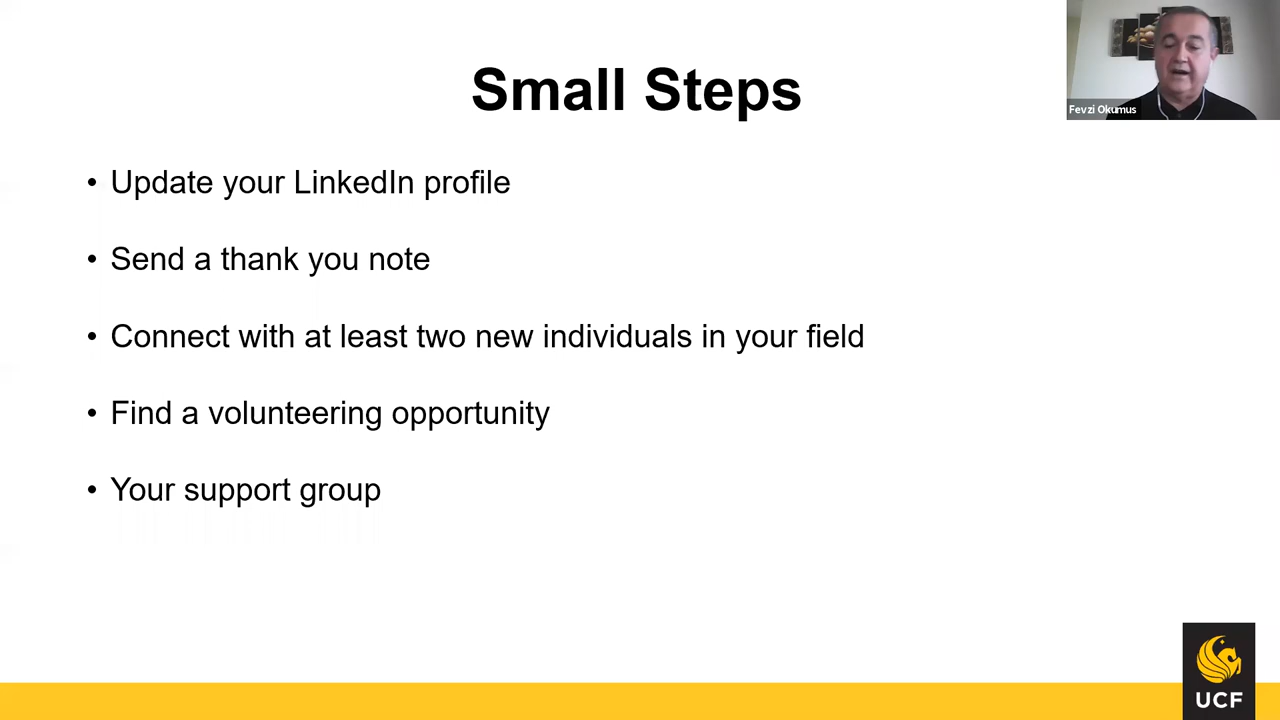 Small Steps
Fevzi Okumus
• Update your LinkedIn profile
• Send a thank you note
• Connect with at least two new individuals in your field
• Find a volunteering opportunity
• Your support group
UCF